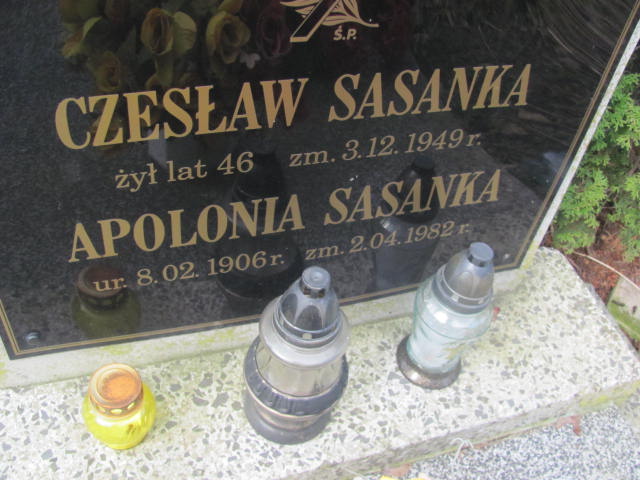 Ś.P.
CZESŁAW SASANKA
żył lat 46 zm. 3.12.1949 r.
APOLONIA SASANKA
ur. 8.02.1906 r. zm. 2.04.1982 r.